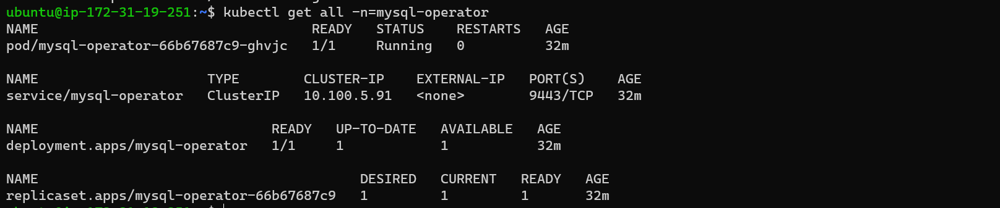 ubuntu@ip-172-31-19-251:~$ kubectl get all -n=mysql-operator
NAME                                  READY   STATUS    RESTARTS   AGE
pod/mysql-operator-66b67687c9-ghvjc   1/1     Running   0          32m

NAME                     TYPE        CLUSTER-IP    EXTERNAL-IP   PORT(S)    AGE
service/mysql-operator   ClusterIP   10.100.5.91   <none>        9443/TCP   32m

NAME                             READY   UP-TO-DATE   AVAILABLE   AGE
deployment.apps/mysql-operator   1/1     1            1           32m

NAME                                        DESIRED   CURRENT   READY   AGE
replicaset.apps/mysql-operator-66b67687c9   1         1         1       32m